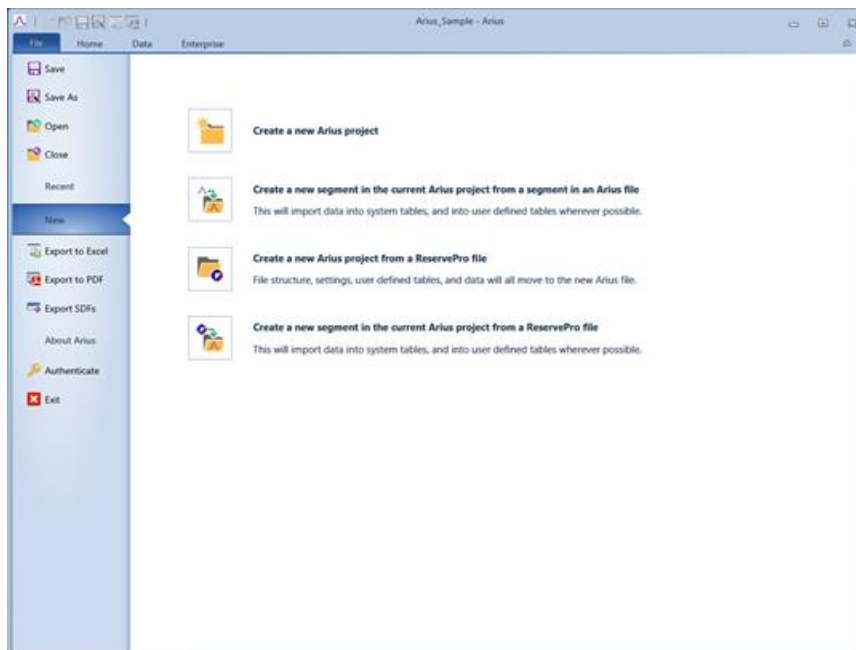 Arius_Sample - Arius
File Home Data Enterprise
Save
Save As
Open
Close
Recent
New
Export to Excel
Export to PDF
Export SDFs
About Arius
Authenticate
Exit
Create a new Arius project
Create a new segment in the current Arius project from a segment in an Arius file
This will import data into system tables, and into user defined tables wherever possible.
Create a new Arius project from a ReservePro file
File structure, settings, user defined tables, and data will all move to the new Arius file.
Create a new segment in the current Arius project from a ReservePro file
This will import data into system tables, and into user defined tables wherever possible.